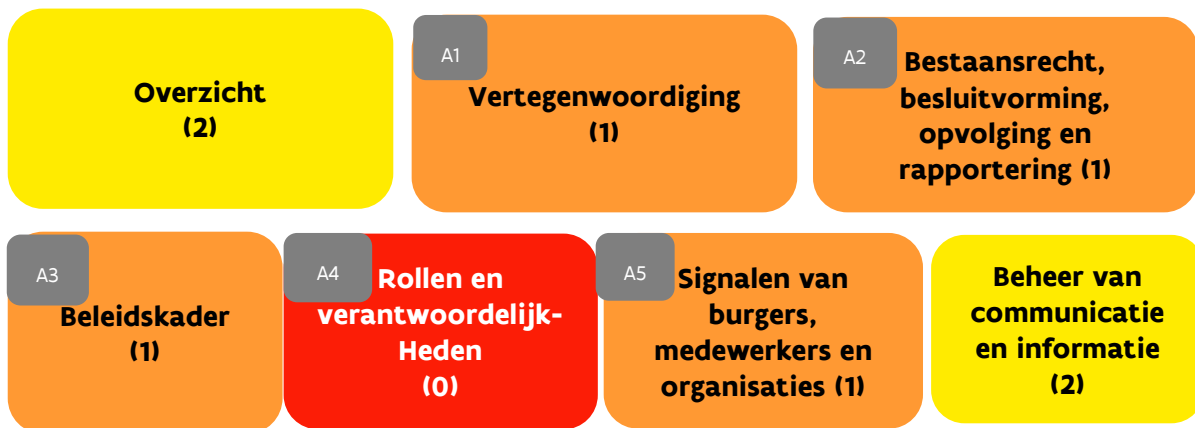 Overzicht
(2)
A1
Vertegenwoordiging
(1)
A2
Bestaansrecht,
besluitvorming,
opvolging en
rapportering (1)
A3
Beleidskader
(1)
A4
Rollen en
verantwoordelijk-
Heden
(0)
A5
Signalen van
burgers,
medewerkers en
organisaties (1)
Beheer van
communicatie
en informatie
(2)